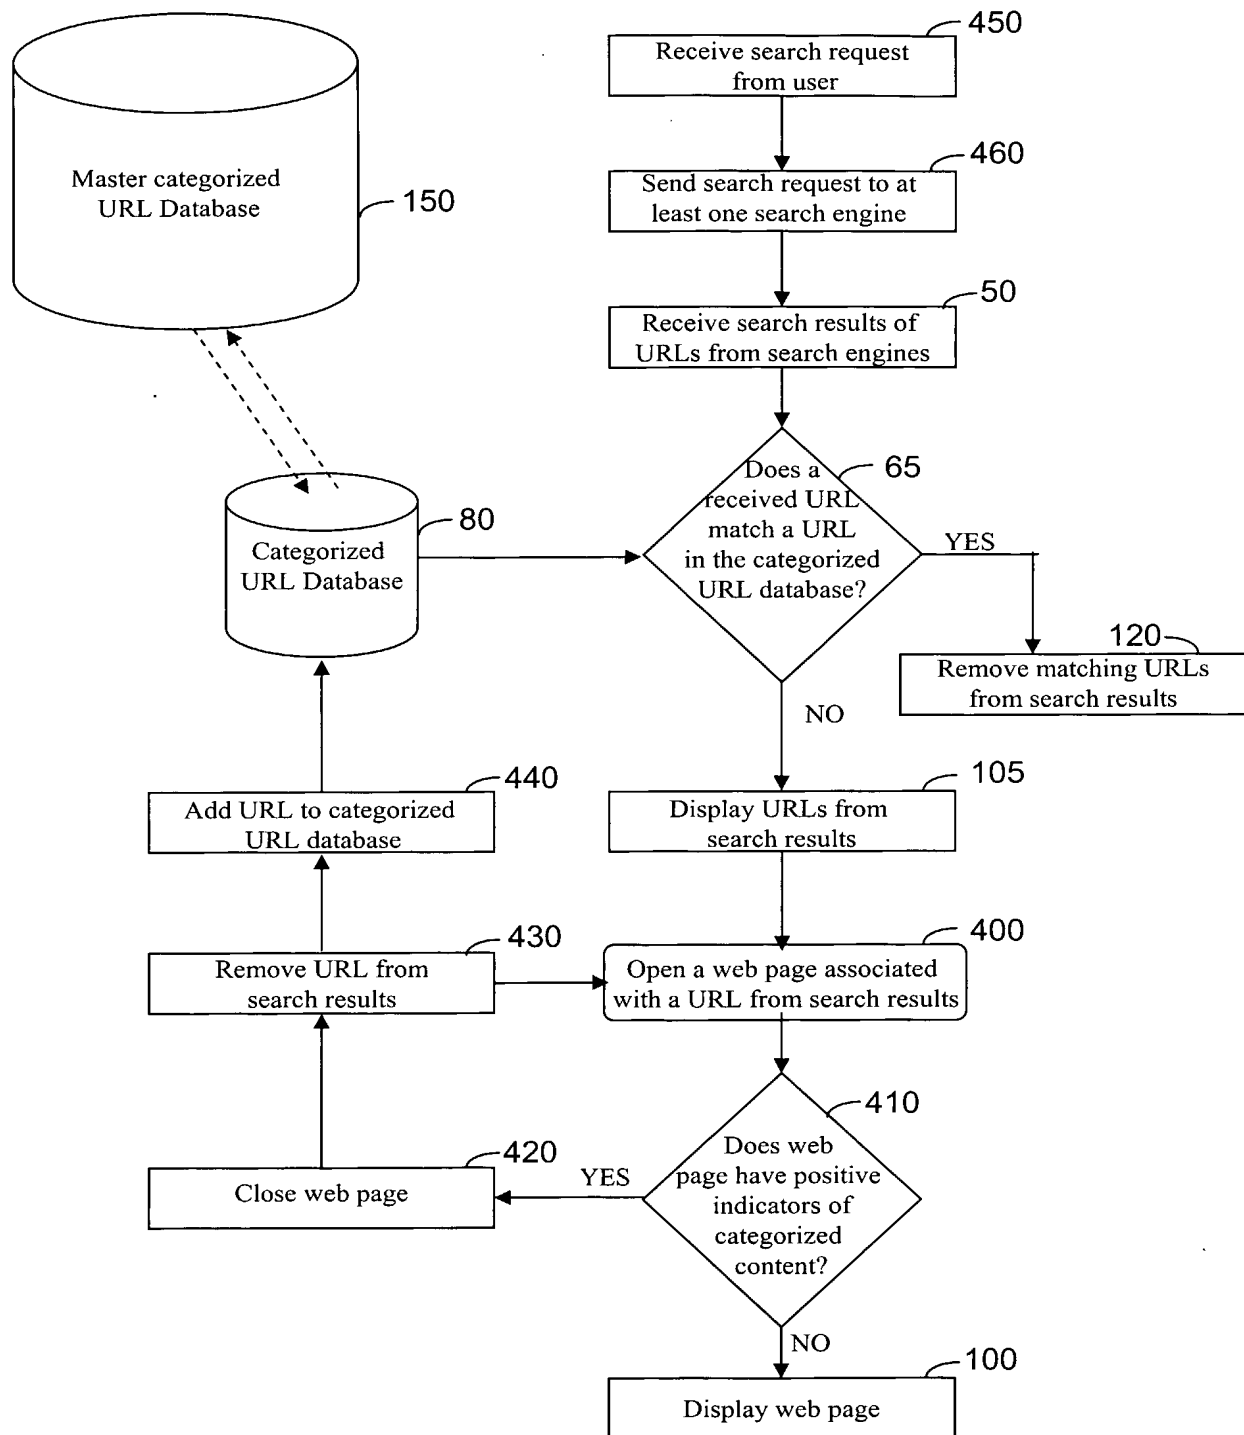 450
Receive search request
from user
460
Send search request to at
least one search engine
50
Receive search results of
URLs from search engines
Master categorized
URL Database
150
65
Does a
received URL
match a URL
in the categorized
URL database?
YES
NO
80
Categorized
URL Database
120
Remove matching URLs
from search results
105
Display URLs from
search results
440
Add URL to categorized
URL database
430
Remove URL from
search results
400
Open a web page associated
with a URL from search results
410
Does web
page have positive
indicators of
categorized
content?
YES
420
Close web page
NO
100
Display web page